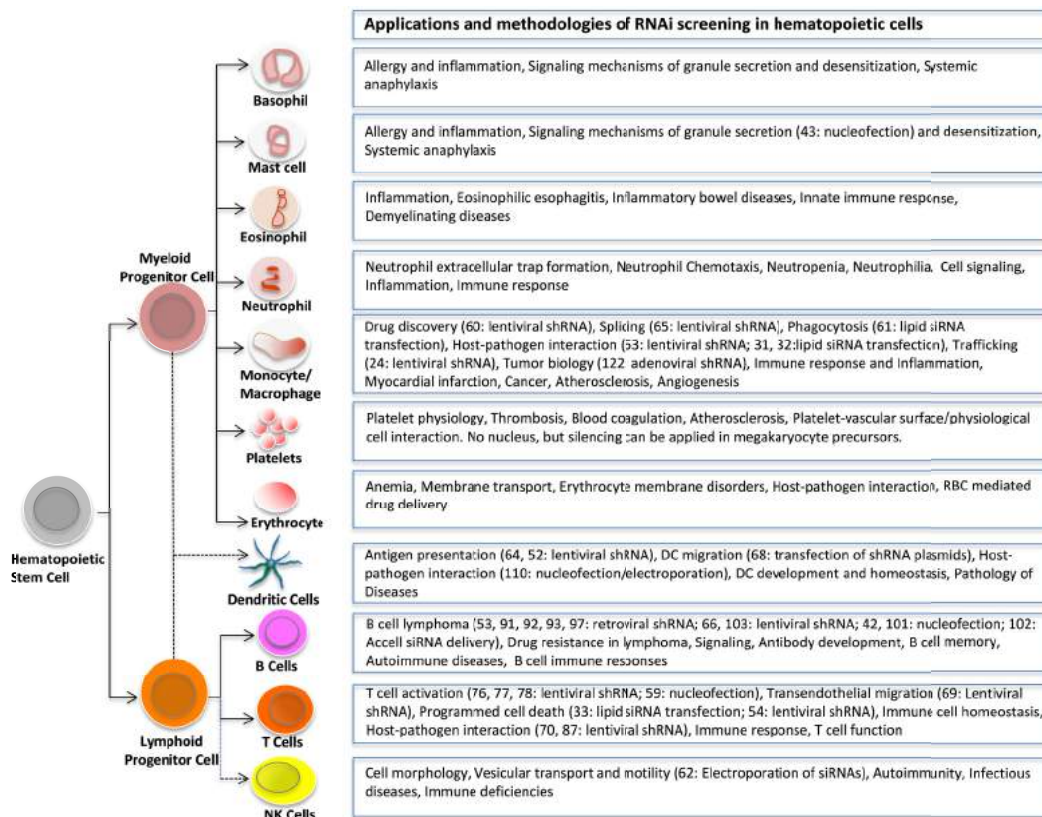 Applications and methodologies of RNAi screening in hematopoietic cells
Basophil
Allergy and inflammation, Signaling mechanisms of granule secretion and desensitization, Systemic
anaphylaxis
Mast cell
Allergy and inflammation, Signaling mechanisms of granule secretion (43: nucleofection) and desensitization,
Systemic anaphylaxis
Eosinophil
Inflammation, Eosinophilic esophagitis, Inflammatory bowel diseases, Innate immune response,
Demyelinating diseases
Myeloid
Progenitor Cell
Neutrophil
Neutrophil extracellular trap formation, Neutrophil Chemotaxis, Neutropenia, Neutrophilia, Cell signaling,
Inflammation, Immune response
Monocyte/
Macrophage
Drug discovery (60: lentiviral shRNA), Splicing (65: lentiviral shRNA), Phagocytosis (61: lipid siRNA
transfection), Host-pathogen interaction (63: lentiviral shRNA; 31, 32:lipid siRNA transfection), Trafficking
(24: lentiviral shRNA), Tumor biology (122 adenoviral shRNA), Immune response and Inflammation,
Myocardial infarction, Cancer, Atherosclerosis, Angiogenesis
Platelets
Platelet physiology, Thrombosis, Blood coagulation, Atherosclerosis, Platelet-vascular surface/physiological
cell interaction. No nucleus, but silencing can be applied in megakaryocyte precursors.
Erythrocyte
Anemia, Membrane transport, Erythrocyte membrane disorders, Host-pathogen interaction, RBC mediated
drug delivery
Hematopoietic
Stem Cell
Dendritic Cells
Antigen presentation (64, 52: lentiviral shRNA), DC migration (68: transfection of shRNA plasmids), Host-
pathogen interaction (110: nucleofection/electroporation), DC development and homeostasis, Pathology of
Diseases
B Cells
B cell lymphoma (53, 91, 92, 93, 97: retroviral shRNA; 66, 103: lentiviral shRNA; 42, 101: nucleofection; 102:
Accell siRNA delivery), Drug resistance in lymphoma, Signaling, Antibody development, B cell memory,
Autoimmune diseases, B cell immune responses
Lymphoid
Progenitor Cell
T Cells
T cell activation (76, 77, 78: lentiviral shRNA; 59: nucleofection), Transendothelial migration (69: Lentiviral
shRNA), Programmed cell death (33: lipid siRNA transfection; 54: lentiviral shRNA), Immune cell homeostasis,
Host-pathogen interaction (70, 87: lentiviral shRNA), Immune response, T cell function
NK Cells
Cell morphology, Vesicular transport and motility (62: Electroporation of siRNAs), Autoimmunity, Infectious
diseases, Immune deficiencies